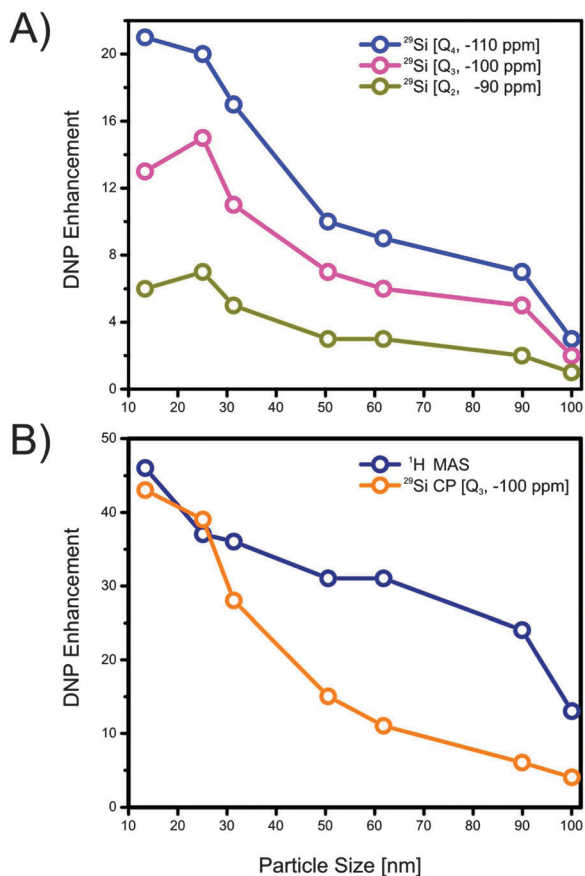 A)
²⁹Si [Q₄, -110 ppm]
²⁹Si [Q₃, -100 ppm]
²⁹Si [Q₂, -90 ppm]
DNP Enhancement
20
16
12
8
4
0
10 20 30 40 50 60 70 80 90 100
B)
¹H MAS
²⁹Si CP [Q₃, -100 ppm]
DNP Enhancement
50
40
30
20
10
0
10 20 30 40 50 60 70 80 90 100
Particle Size [nm]